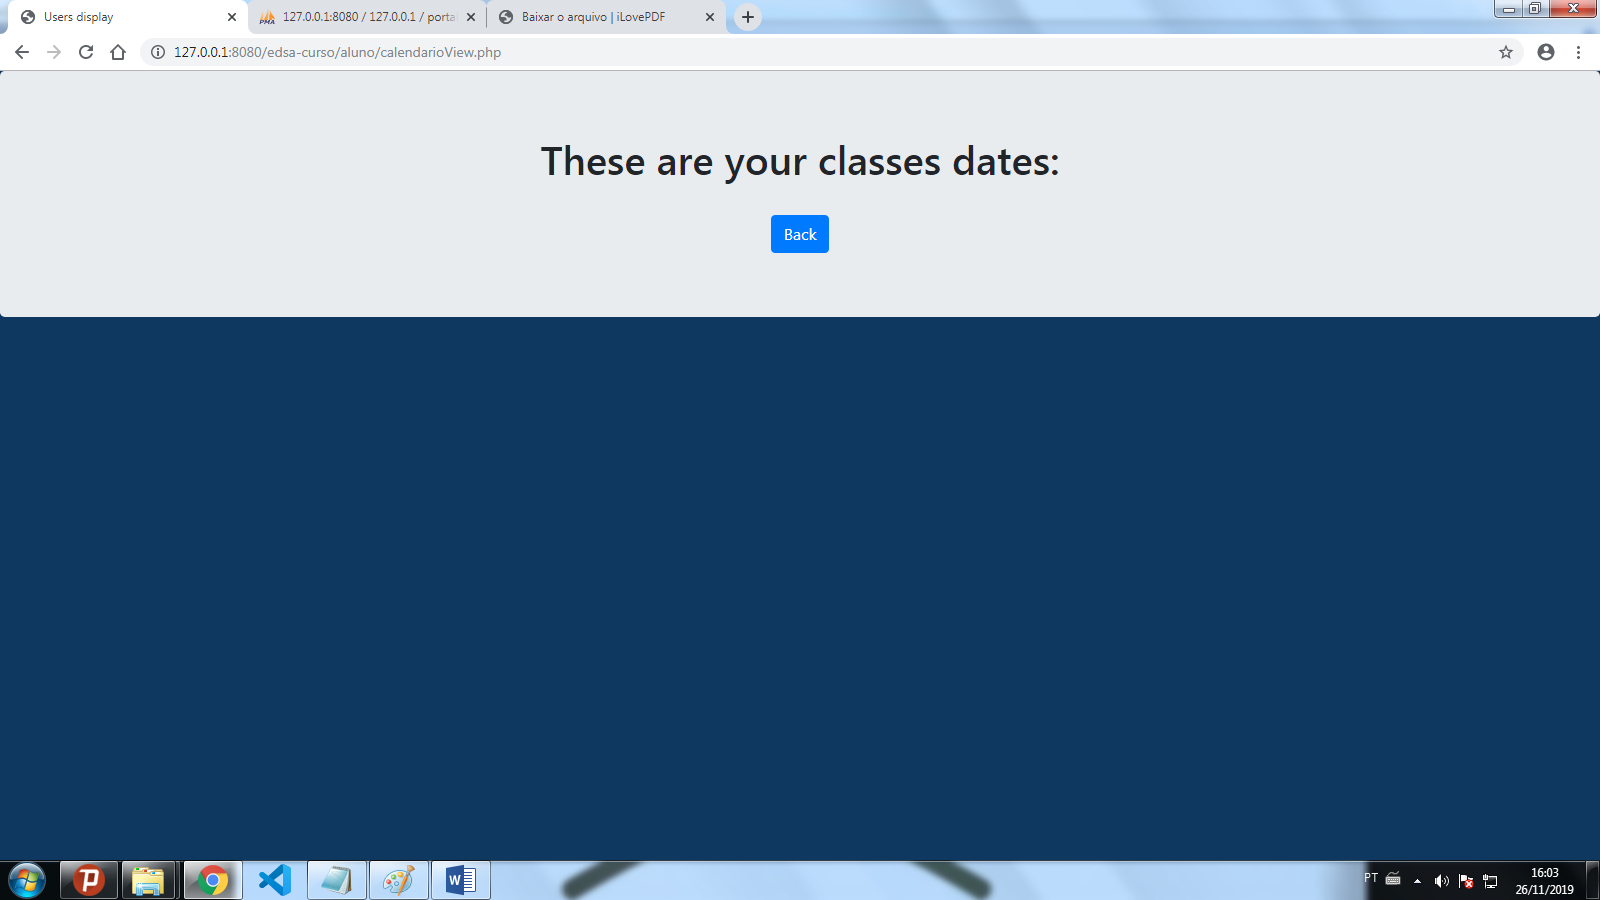 Users display
127.0.0.1:8080 / 127.0.0.1 / porta
Baixar o arquivo | iLovePDF
127.0.0.1:8080/edsa-curso/aluno/calendarioView.php
These are your classes dates:
Back
PT
16:03
26/11/2019